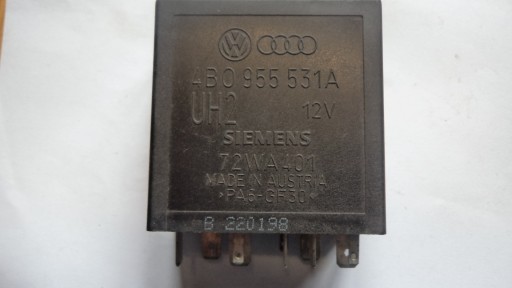 4B0 955 531A
UH2 12V
SIEMENS
72WA401
MADE IN AUSTRIA
>PA6-GF30<
B 220198